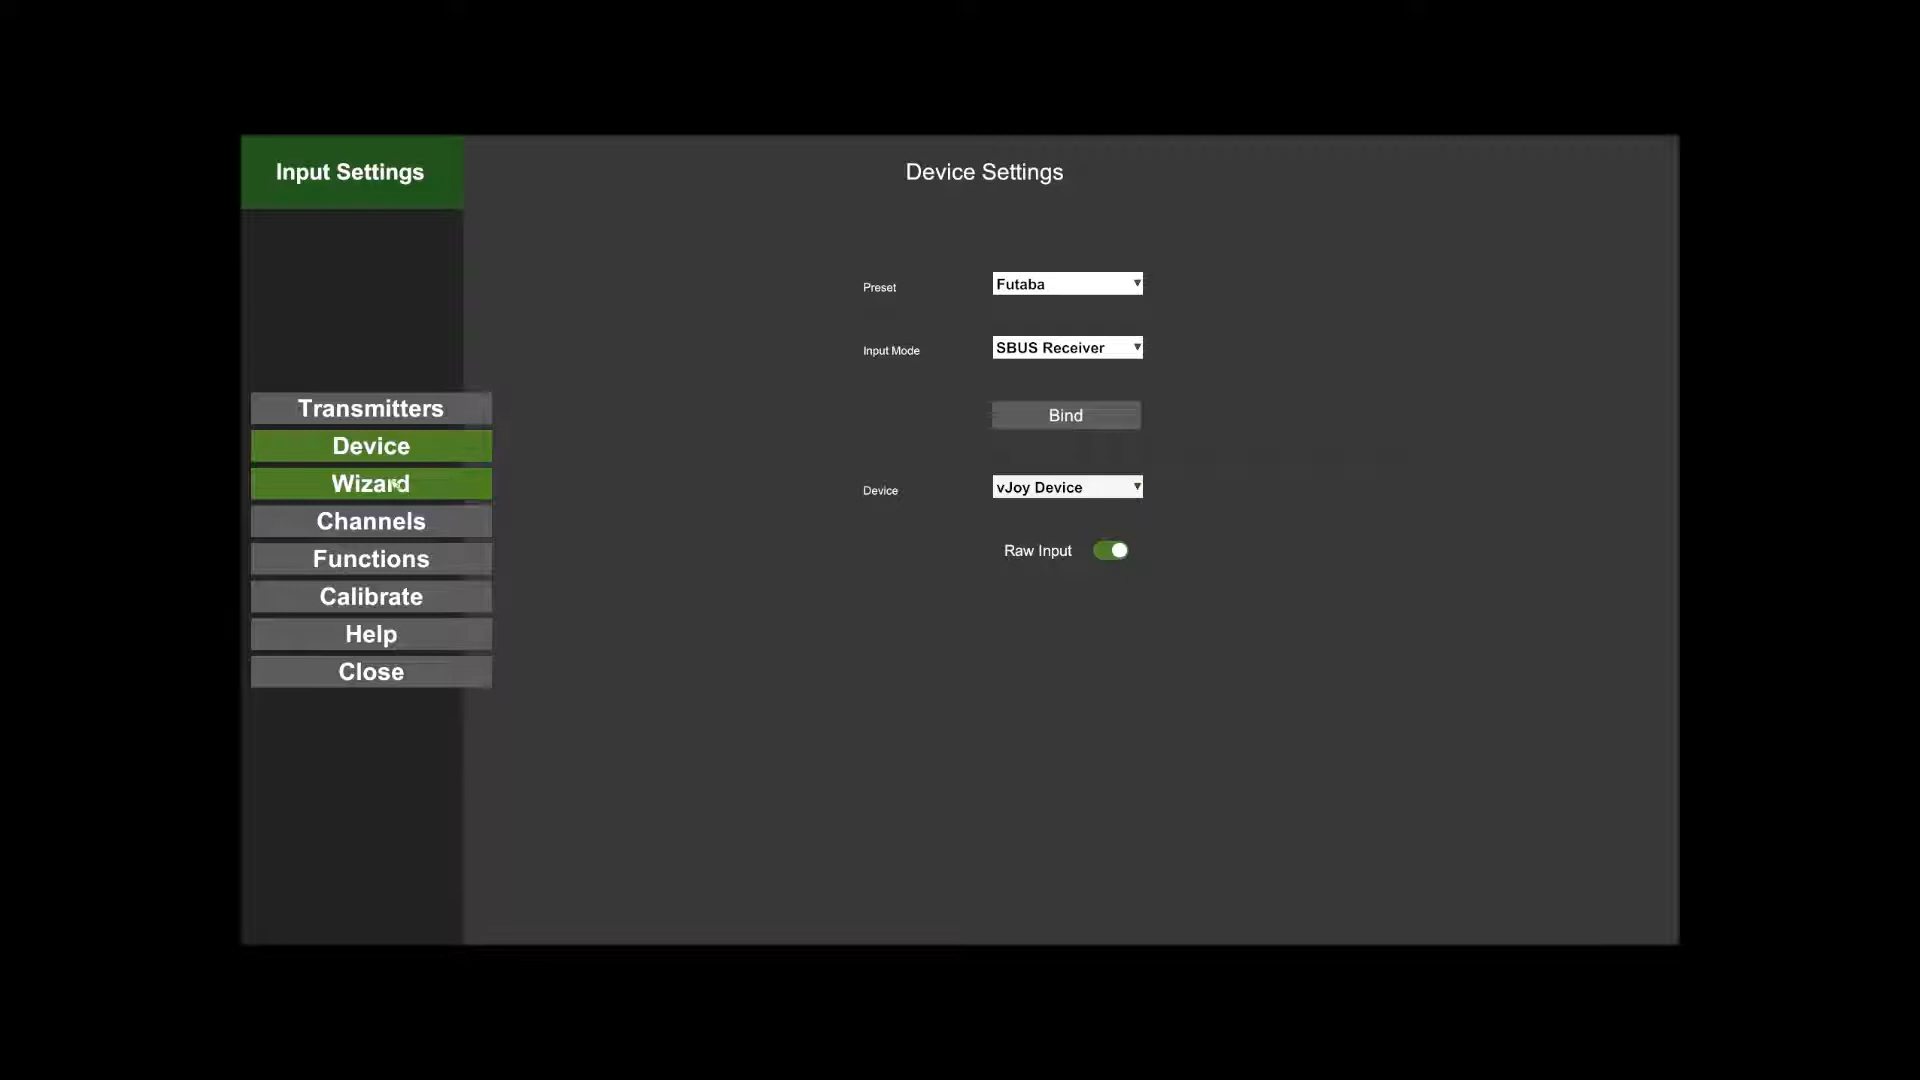 Input Settings
Device Settings
Preset
Futaba
Input Mode
SBUS Receiver
Transmitters
Bind
Device
Wizard
Device
vJoy Device
Channels
Raw Input
Functions
Calibrate
Help
Close